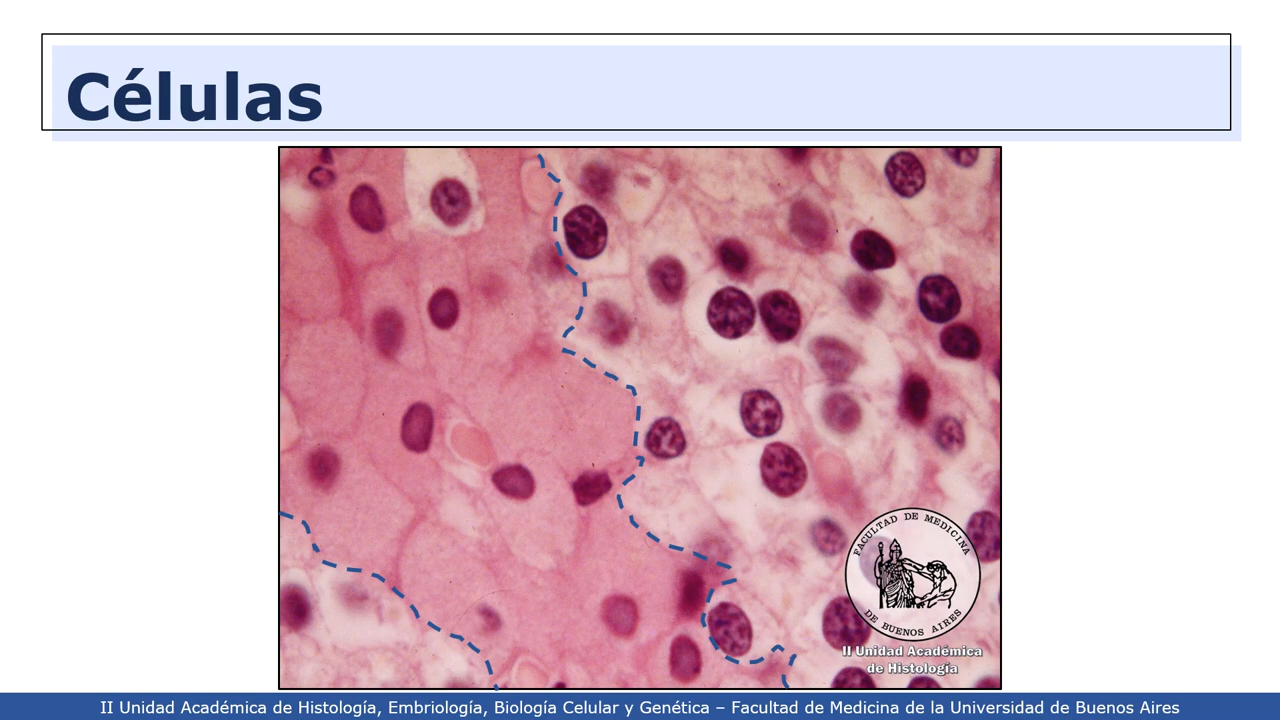 Células
FACULTAD DE MEDICINA
DE BUENOS AIRES
II Unidad Académica
de Histología
II Unidad Académica de Histología, Embriología, Biología Celular y Genética – Facultad de Medicina de la Universidad de Buenos Aires